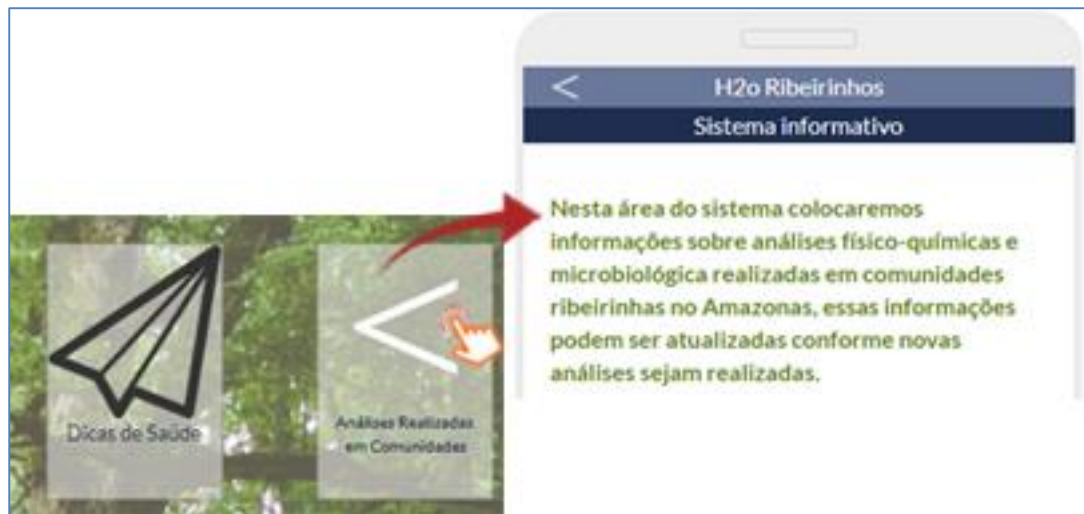 H2o Ribeirinhos
Sistema informativo
Nesta área do sistema colocaremos
informações sobre análises físico-químicas e
microbiológica realizadas em comunidades
ribeirinhas no Amazonas, essas informações
podem ser atualizadas conforme novas
análises sejam realizadas.
Dicas de Saúde
Análises Realizadas
em Comunidades